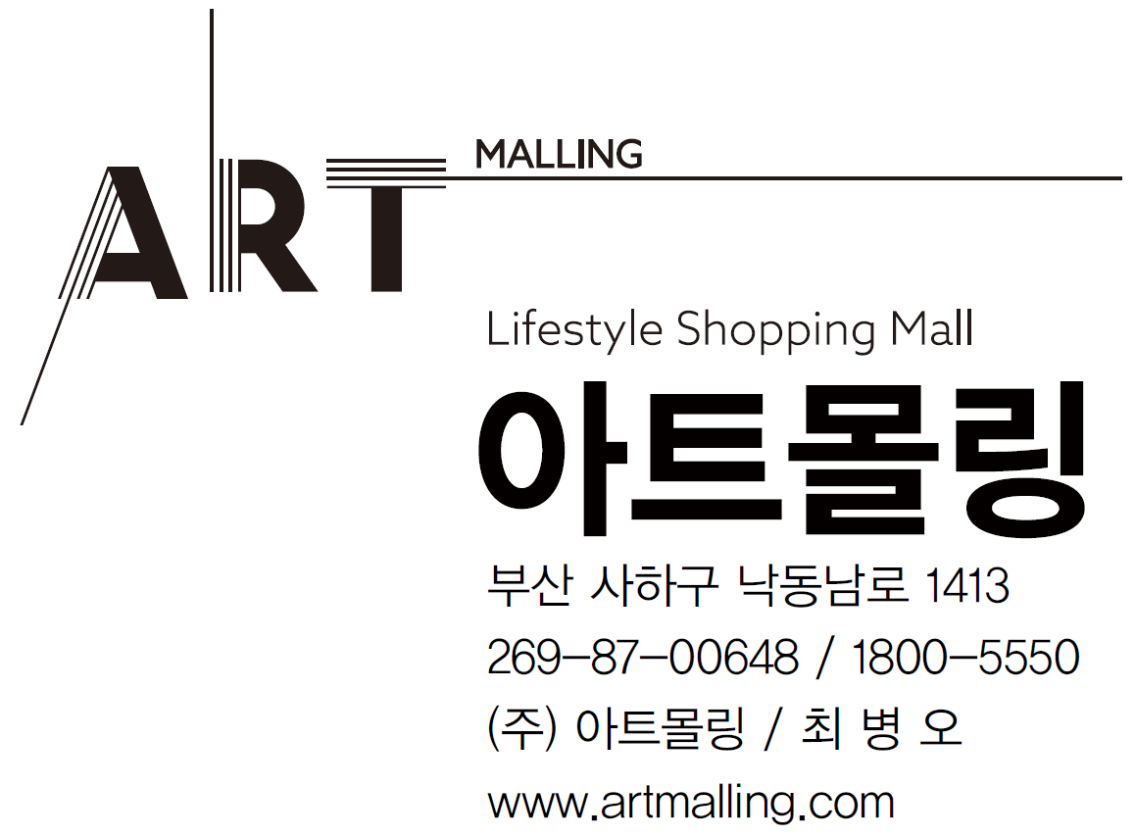 ART MALLING
Lifestyle Shopping Mall
아트몰링
부산 사하구 낙동남로 1413
269-87-00648 / 1800-5550
(주) 아트몰링 / 최 병 오
www.artmalling.com